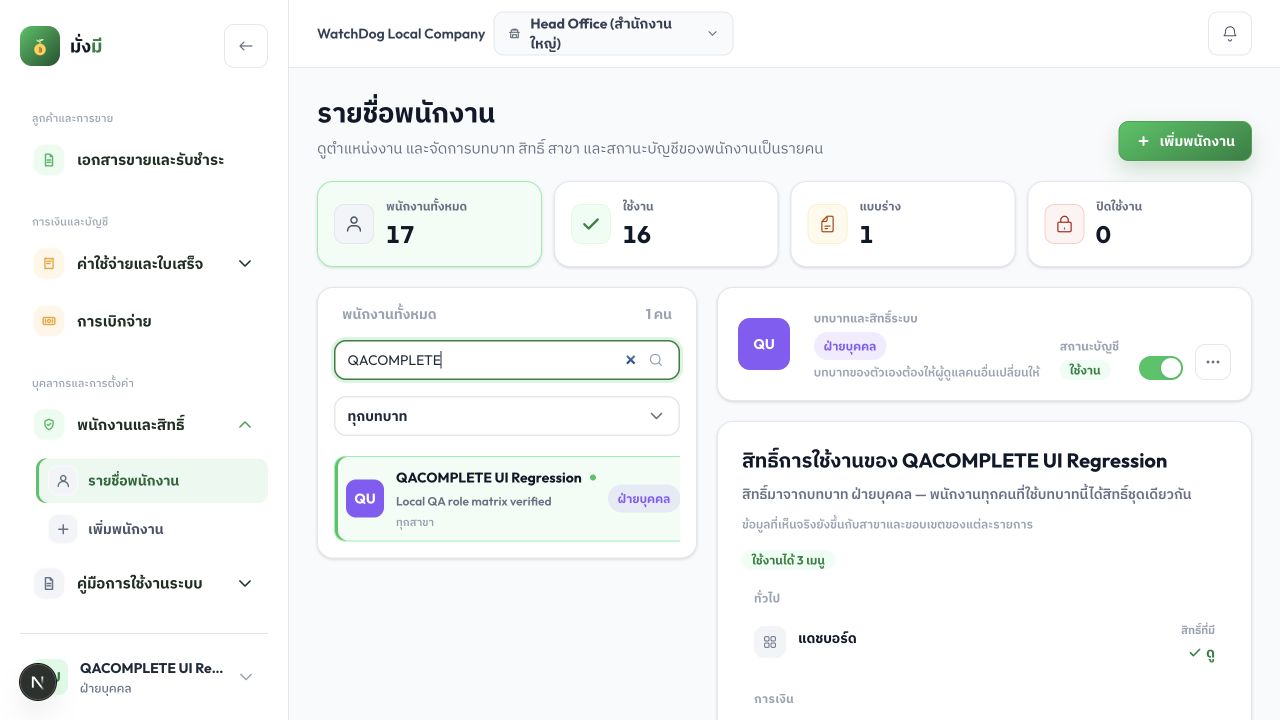 มั่งมี
ลูกค้าและการขาย
เอกสารขายและรับชำระ
การเงินและบัญชี
ค่าใช้จ่ายและใบเสร็จ
การเบิกจ่าย
บุคลากรและการตั้งค่า
พนักงานและสิทธิ์
รายชื่อพนักงาน
เพิ่มพนักงาน
คู่มือการใช้งานระบบ
N
QACOMPLETE UI Re...
ฝ่ายบุคคล
WatchDog Local Company
Head Office (สำนักงาน
ใหญ่)
รายชื่อพนักงาน
ดูตำแหน่งงาน และจัดการบทบาท สิทธิ์ สาขา และสถานะบัญชีของพนักงานเป็นรายคน
เพิ่มพนักงาน
พนักงานทั้งหมด
17
ใช้งาน
16
แบบร่าง
1
ปิดใช้งาน
0
พนักงานทั้งหมด
1 คน
QACOMPLETE
ทุกบทบาท
QU
QACOMPLETE UI Regression
Local QA role matrix verified
ทุกสาขา
ฝ่ายบุคคล
QU
บทบาทและสิทธิ์ระบบ
ฝ่ายบุคคล
บทบาทของตัวเองต้องให้ผู้ดูแลคนอื่นเปลี่ยนให้
สถานะบัญชี
ใช้งาน
สิทธิ์การใช้งานของ QACOMPLETE UI Regression
สิทธิ์มาจากบทบาท ฝ่ายบุคคล — พนักงานทุกคนที่ใช้บทบาทนี้ได้สิทธิ์ชุดเดียวกัน
ข้อมูลที่เห็นจริงยังขึ้นกับสาขาและขอบเขตของแต่ละรายการ
ใช้งานได้ 3 เมนู
ทั่วไป
แดชบอร์ด
สิทธิ์ที่มี
ดู
การเงิน